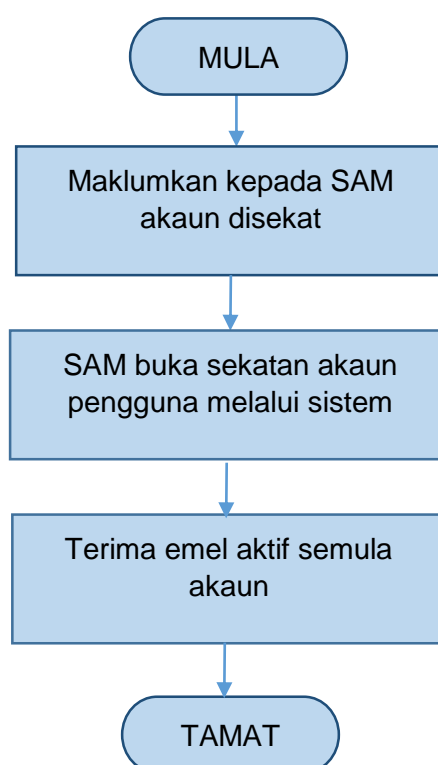 MULA
Maklumkan kepada SAM
akaun disekat
SAM buka sekatan akaun
pengguna melalui sistem
Terima emel aktif semula
akaun
TAMAT